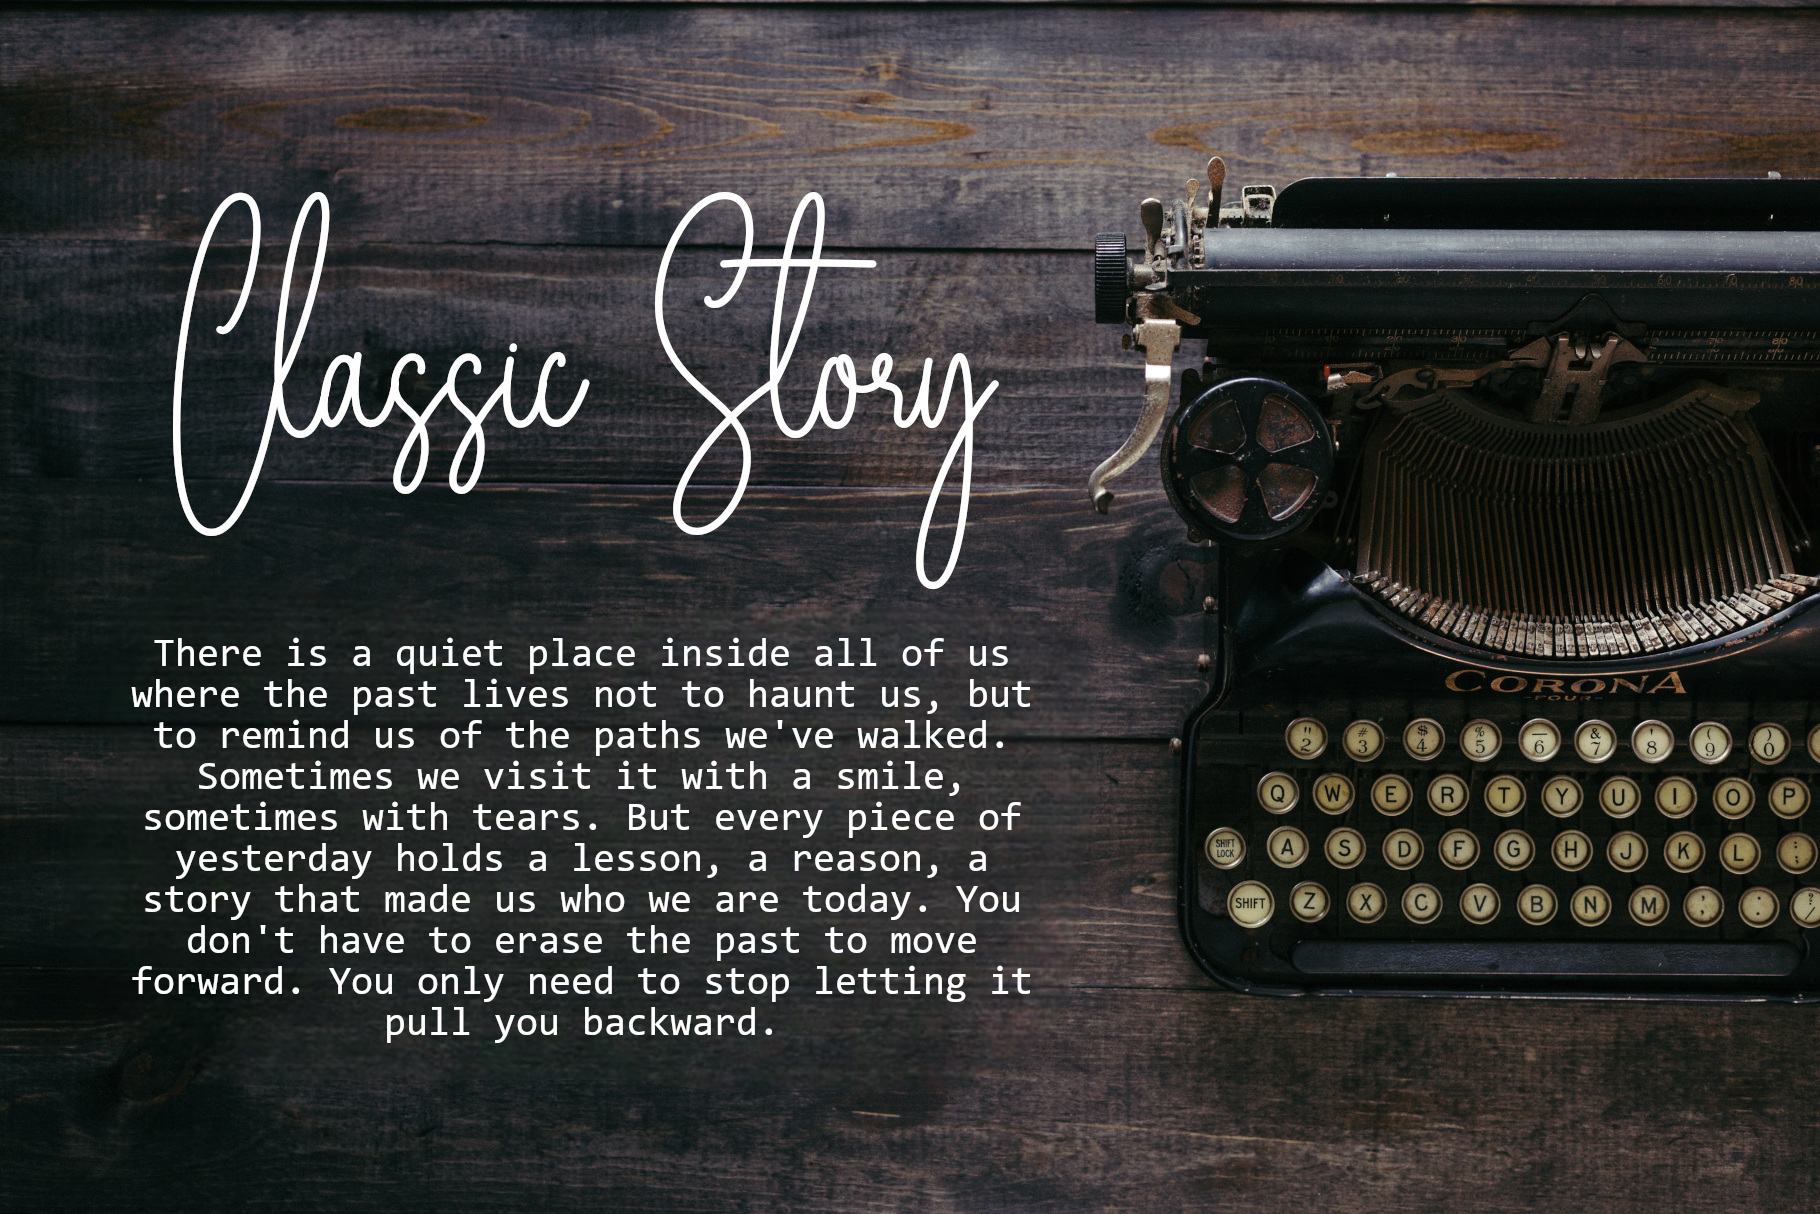 Classic Story
There is a quiet place inside all of us
where the past lives not to haunt us, but
to remind us of the paths we've walked.
Sometimes we visit it with a smile,
sometimes with tears. But every piece of
yesterday holds a lesson, a reason, a
story that made us who we are today. You
don't have to erase the past to move
forward. You only need to stop letting it
pull you backward.
CORONA
FOUR
" 2 # 3 $ 4 % 5 — 6 & 7 ' 8 ( 9 ) 0
Q W E R T Y U I O P
SHIFT LOCK A S D F G H J K L ; :
SHIFT Z X C V B N M , . ? /